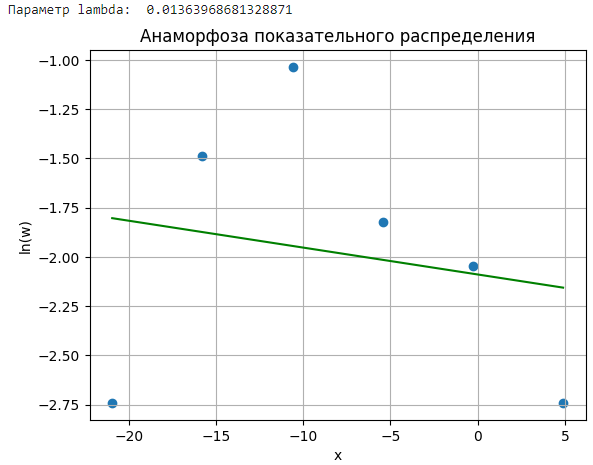 Параметр lambda:  0.01363968681328871
Анаморфоза показательного распределения
−1.00
−1.25
−1.50
−1.75
−2.00
−2.25
−2.50
−2.75
ln(w)
−20 −15 −10 −5 0 5
x